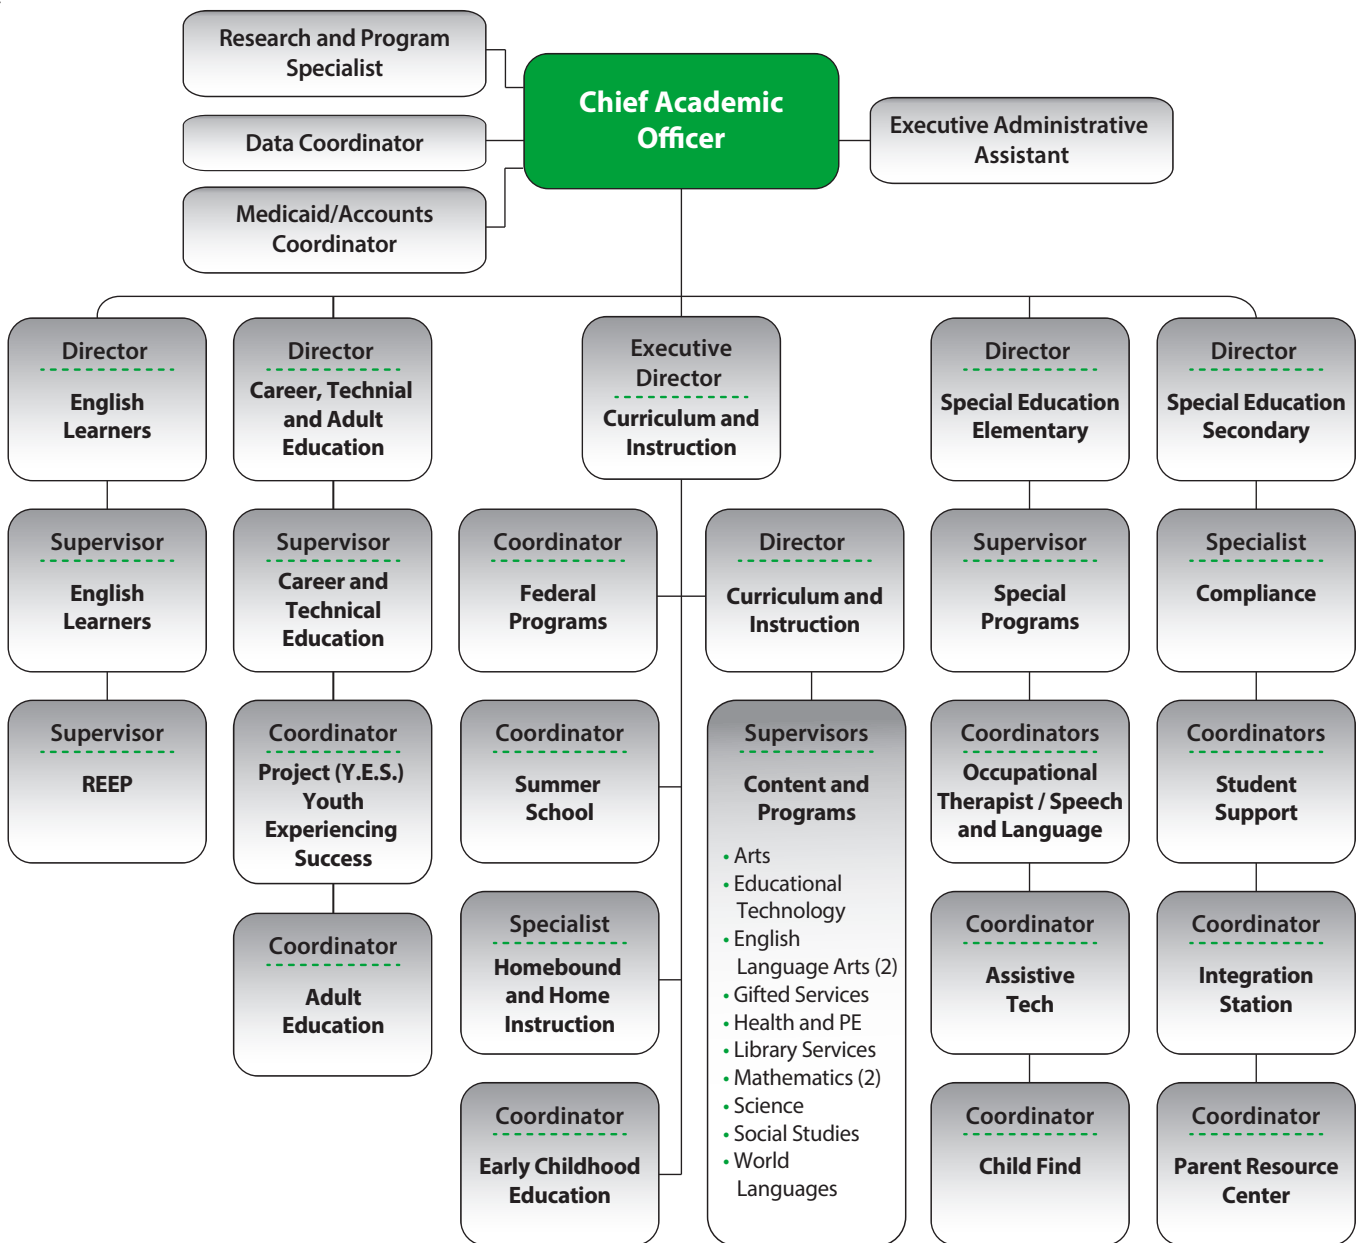 Research and Program
Specialist
Chief Academic
Officer
Executive Administrative
Assistant
Data Coordinator
Medicaid/Accounts
Coordinator
Director
English
Learners
Director
Career, Technial
and Adult
Education
Executive
Director
Curriculum and
Instruction
Director
Special Education
Elementary
Director
Special Education
Secondary
Supervisor
English
Learners
Supervisor
Career and
Technical
Education
Coordinator
Federal
Programs
Director
Curriculum and
Instruction
Supervisor
Special
Programs
Specialist
Compliance
Supervisor
REEP
Coordinator
Project (Y.E.S.)
Youth
Experiencing
Success
Coordinator
Summer
School
Supervisors
Content and
Programs
• Arts
• Educational
Technology
• English
Language Arts (2)
• Gifted Services
• Health and PE
• Library Services
• Mathematics (2)
• Science
• Social Studies
• World
Languages
Coordinators
Occupational
Therapist / Speech
and Language
Coordinators
Student
Support
Coordinator
Adult
Education
Specialist
Homebound
and Home
Instruction
Coordinator
Assistive
Tech
Coordinator
Integration
Station
Coordinator
Early Childhood
Education
Coordinator
Child Find
Coordinator
Parent Resource
Center